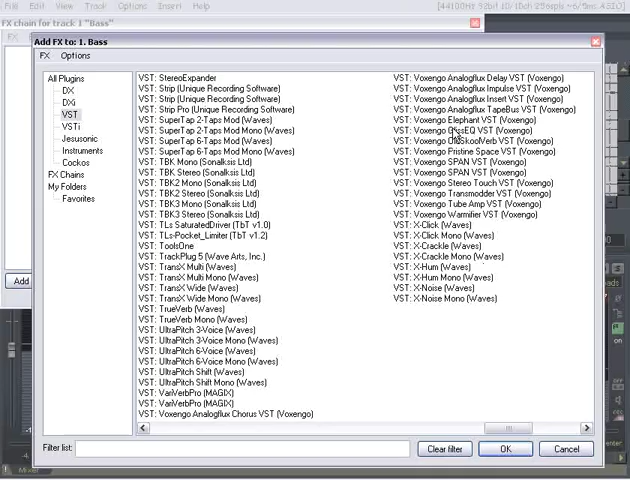 File Edit View Track Options Insert Help
FX chain for track 1 "Bass"
FX
Add FX to: 1. Bass
FX Options
All Plugins
DX
DXi
VST
VSTi
Jesusonic
Instruments
Cockos
FX Chains
My Folders
Favorites
VST: StereoExpander
VST: Strip (Unique Recording Software)
VST: Strip (Unique Recording Software)
VST: Strip Pro (Unique Recording Software)
VST: SuperTap 2-Taps Mod (Waves)
VST: SuperTap 2-Taps Mod Mono (Waves)
VST: SuperTap 6-Taps Mod (Waves)
VST: SuperTap 6-Taps Mod Mono (Waves)
VST: TBK Mono (Sonalksis Ltd)
VST: TBK Stereo (Sonalksis Ltd)
VST: TBK2 Mono (Sonalksis Ltd)
VST: TBK2 Stereo (Sonalksis Ltd)
VST: TBK3 Mono (Sonalksis Ltd)
VST: TBK3 Stereo (Sonalksis Ltd)
VST: TLs SaturatedDriver (TbT v1.0)
VST: TLs-Pocket_Limiter (TbT v1.2)
VST: ToolsOne
VST: TrackPlug 5 (Wave Arts, Inc.)
VST: TransX Multi (Waves)
VST: TransX Multi Mono (Waves)
VST: TransX Wide (Waves)
VST: TransX Wide Mono (Waves)
VST: TrueVerb (Waves)
VST: TrueVerb Mono (Waves)
VST: UltraPitch 3-Voice (Waves)
VST: UltraPitch 3-Voice Mono (Waves)
VST: UltraPitch 6-Voice (Waves)
VST: UltraPitch 6-Voice Mono (Waves)
VST: UltraPitch Shift (Waves)
VST: UltraPitch Shift Mono (Waves)
VST: VariVerbPro (MAGIX)
VST: VariVerbPro (MAGIX)
VST: Voxengo Analogflux Chorus VST (Voxengo)
VST: Voxengo Analogflux Delay VST (Voxengo)
VST: Voxengo Analogflux Impulse VST (Voxengo)
VST: Voxengo Analogflux Insert VST (Voxengo)
VST: Voxengo Analogflux TapeBus VST (Voxengo)
VST: Voxengo Elephant VST (Voxengo)
VST: Voxengo GlissEQ VST (Voxengo)
VST: Voxengo OldSkoolVerb VST (Voxengo)
VST: Voxengo Pristine Space VST (Voxengo)
VST: Voxengo SPAN VST (Voxengo)
VST: Voxengo SPAN VST (Voxengo)
VST: Voxengo Stereo Touch VST (Voxengo)
VST: Voxengo Transmodder VST (Voxengo)
VST: Voxengo Tube Amp VST (Voxengo)
VST: Voxengo Warmifier VST (Voxengo)
VST: X-Click (Waves)
VST: X-Click Mono (Waves)
VST: X-Crackle (Waves)
VST: X-Crackle Mono (Waves)
VST: X-Hum (Waves)
VST: X-Hum Mono (Waves)
VST: X-Noise (Waves)
VST: X-Noise Mono (Waves)
Add
on
Filter list:
Clear filter
OK
Cancel
Mixer